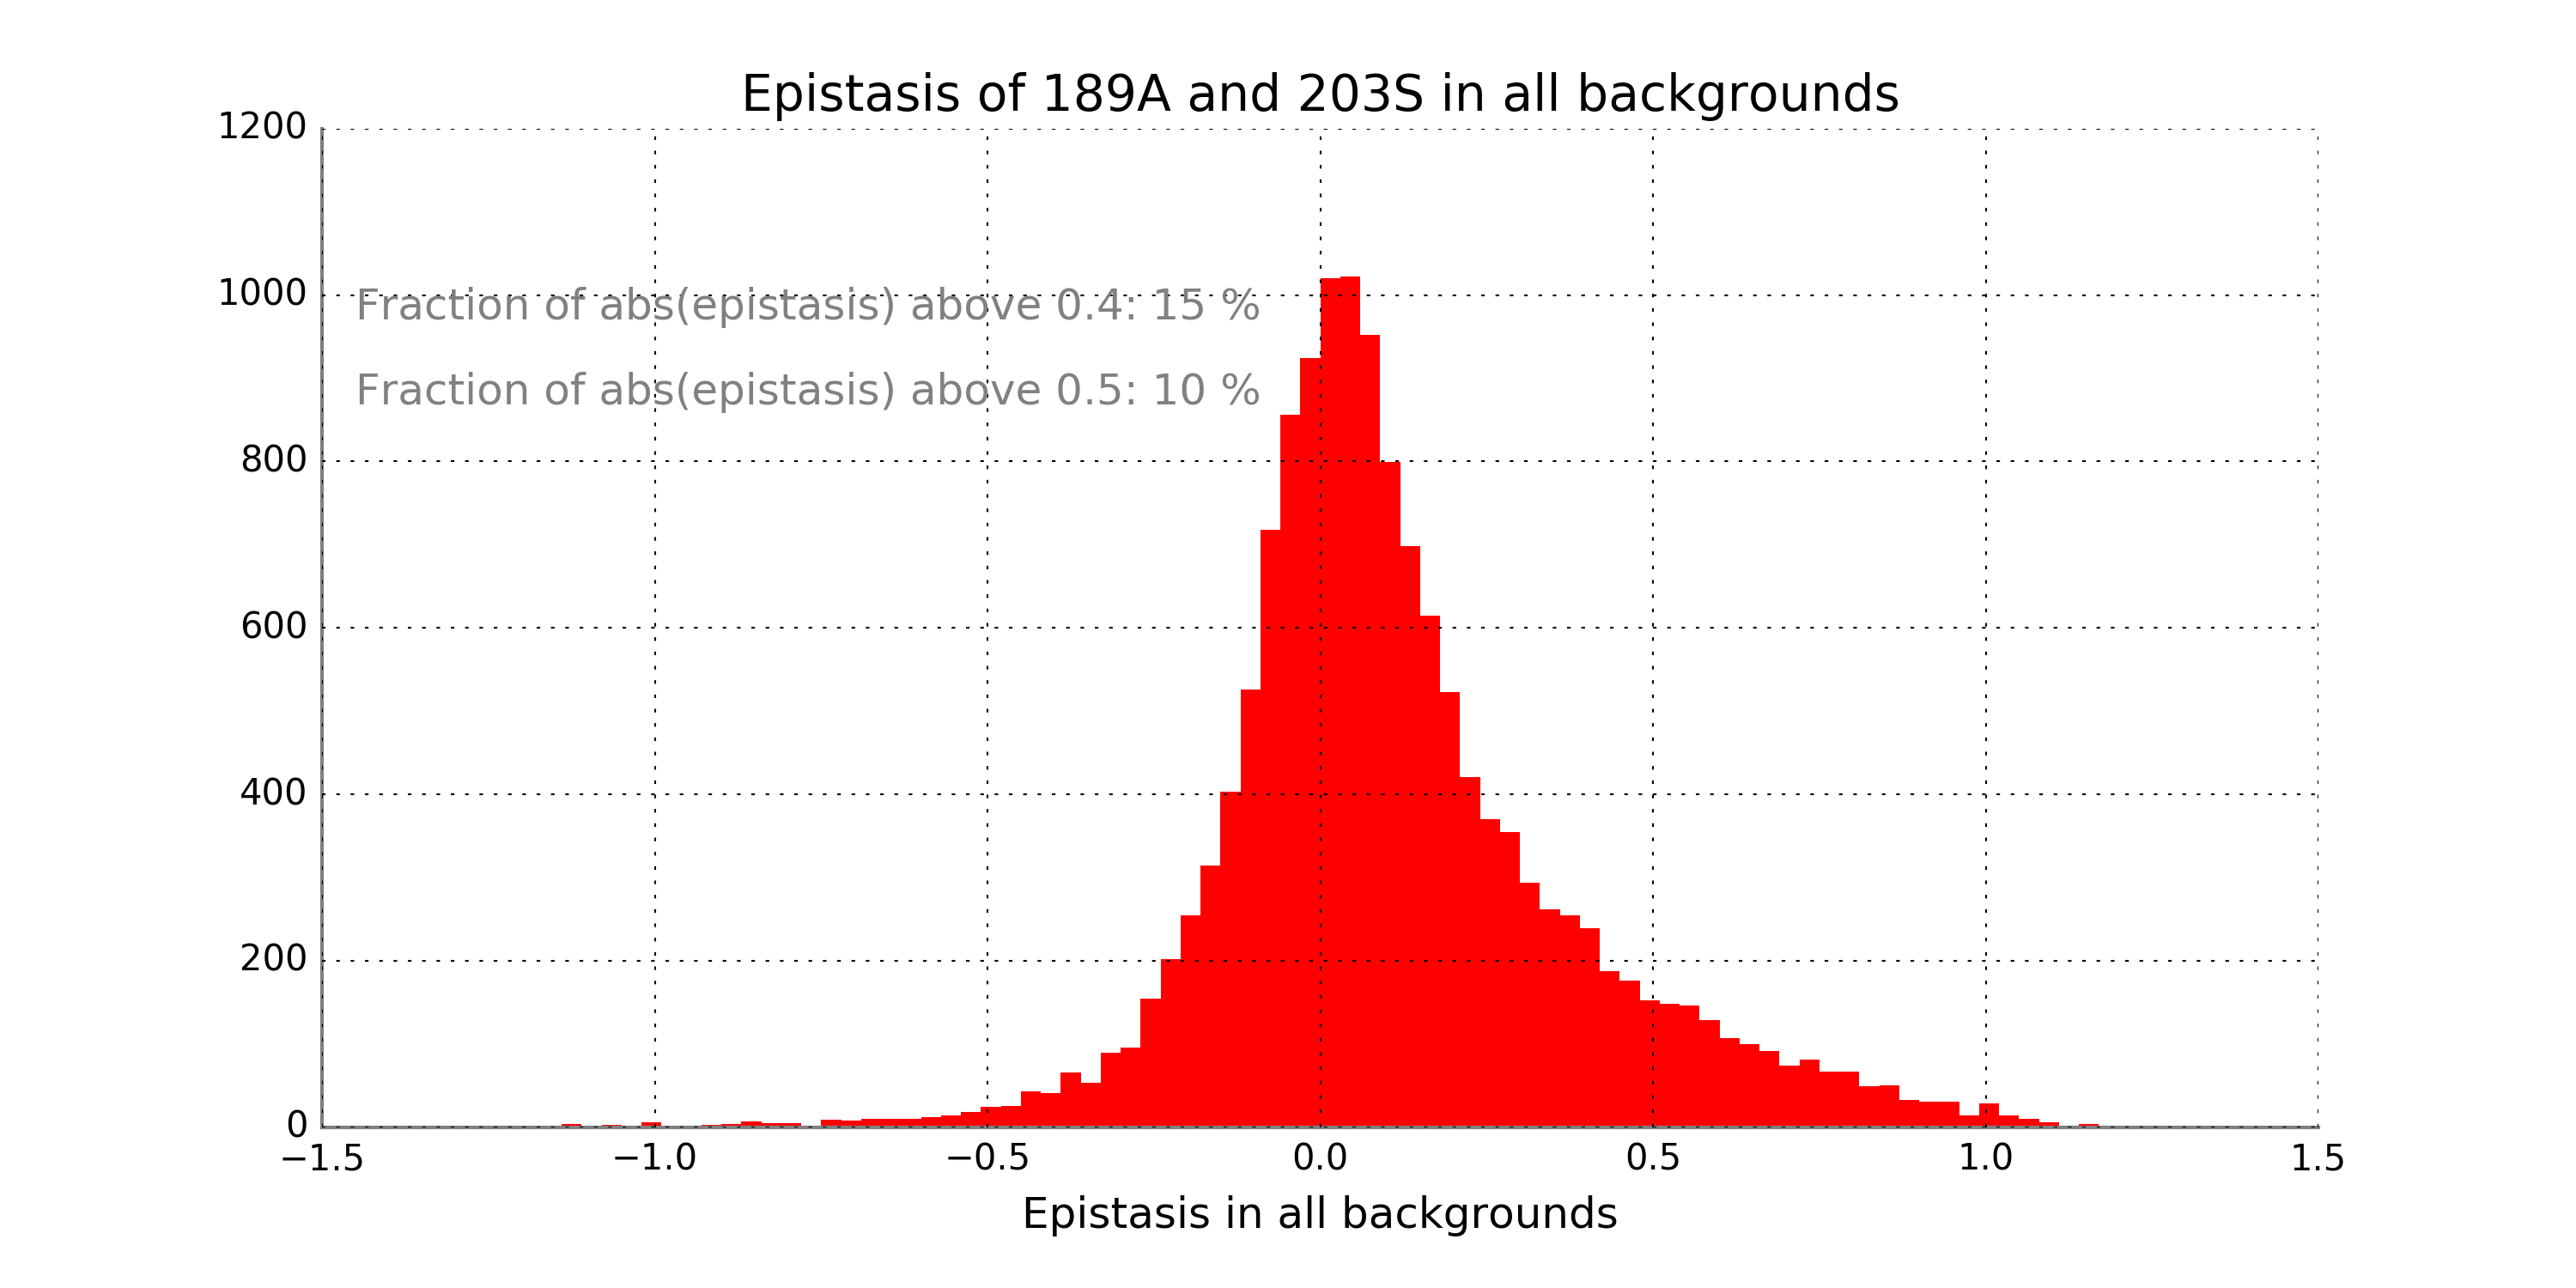 Epistasis of 189A and 203S in all backgrounds
1200
1000
800
600
400
200
0
Fraction of abs(epistasis) above 0.4: 15 %
Fraction of abs(epistasis) above 0.5: 10 %
−1.5 −1.0 −0.5 0.0 0.5 1.0 1.5
Epistasis in all backgrounds